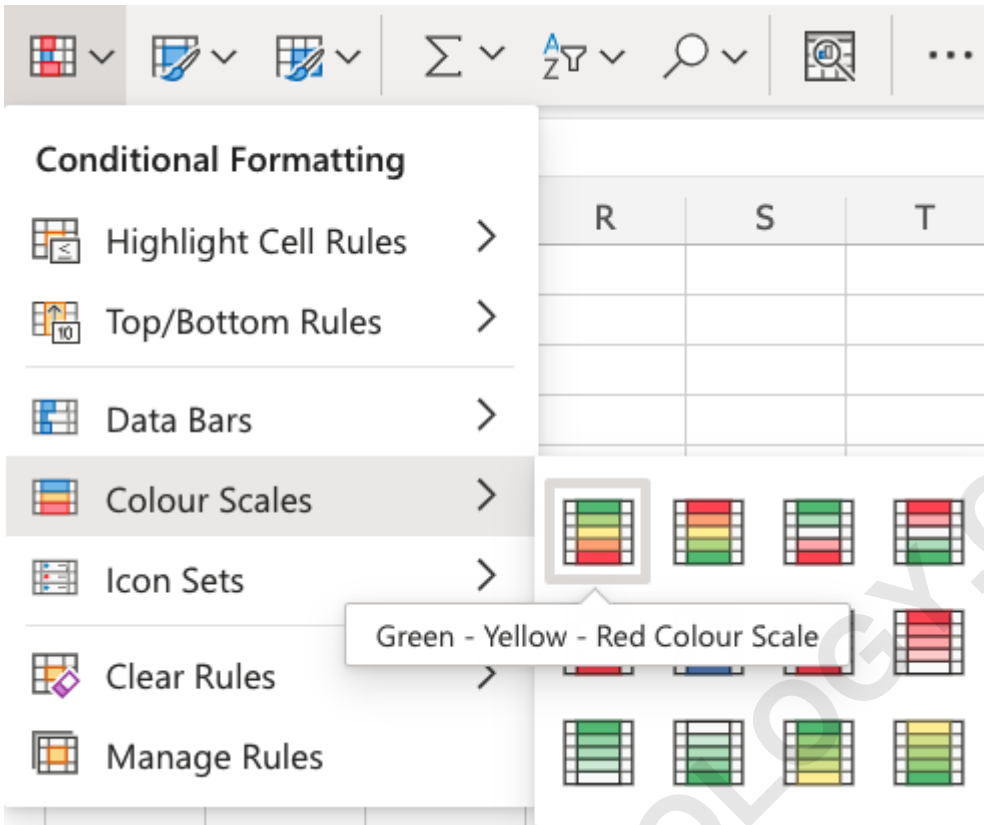 Conditional Formatting
R S T
Highlight Cell Rules
Top/Bottom Rules
Data Bars
Colour Scales
Icon Sets
Green - Yellow - Red Colour Scale
Clear Rules
Manage Rules
OLOGY